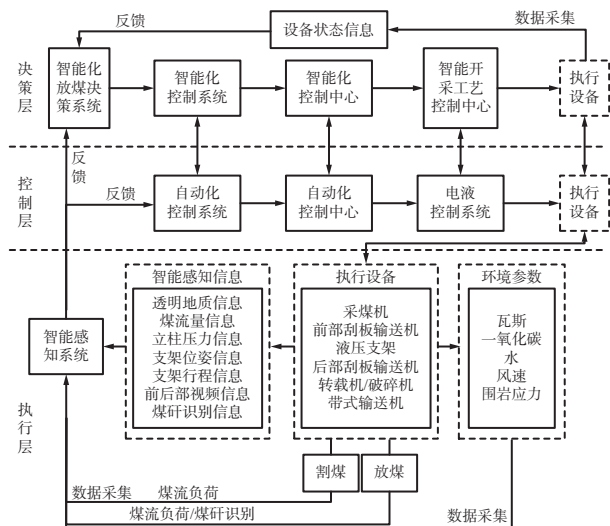 反馈
设备状态信息
数据采集
决
策
层
智能化
放煤决
策系统
智能化
控制系统
智能化
控制中心
智能开
采工艺
控制中心
执行
设备
反
馈
控
制
层
反馈
自动化
控制系统
自动化
控制中心
电液
控制系统
执行
设备
智能感知信息
执行设备
环境参数
智能感
知系统
透明地质信息
煤流量信息
立柱压力信息
支架位姿信息
支架行程信息
前后部视频信息
煤矸识别信息
采煤机
前部刮板输送机
液压支架
后部刮板输送机
转载机/破碎机
带式输送机
瓦斯
一氧化碳
水
风速
围岩应力
执
行
层
割煤
放煤
数据采集
煤流负荷
煤流负荷/煤矸识别
数据采集